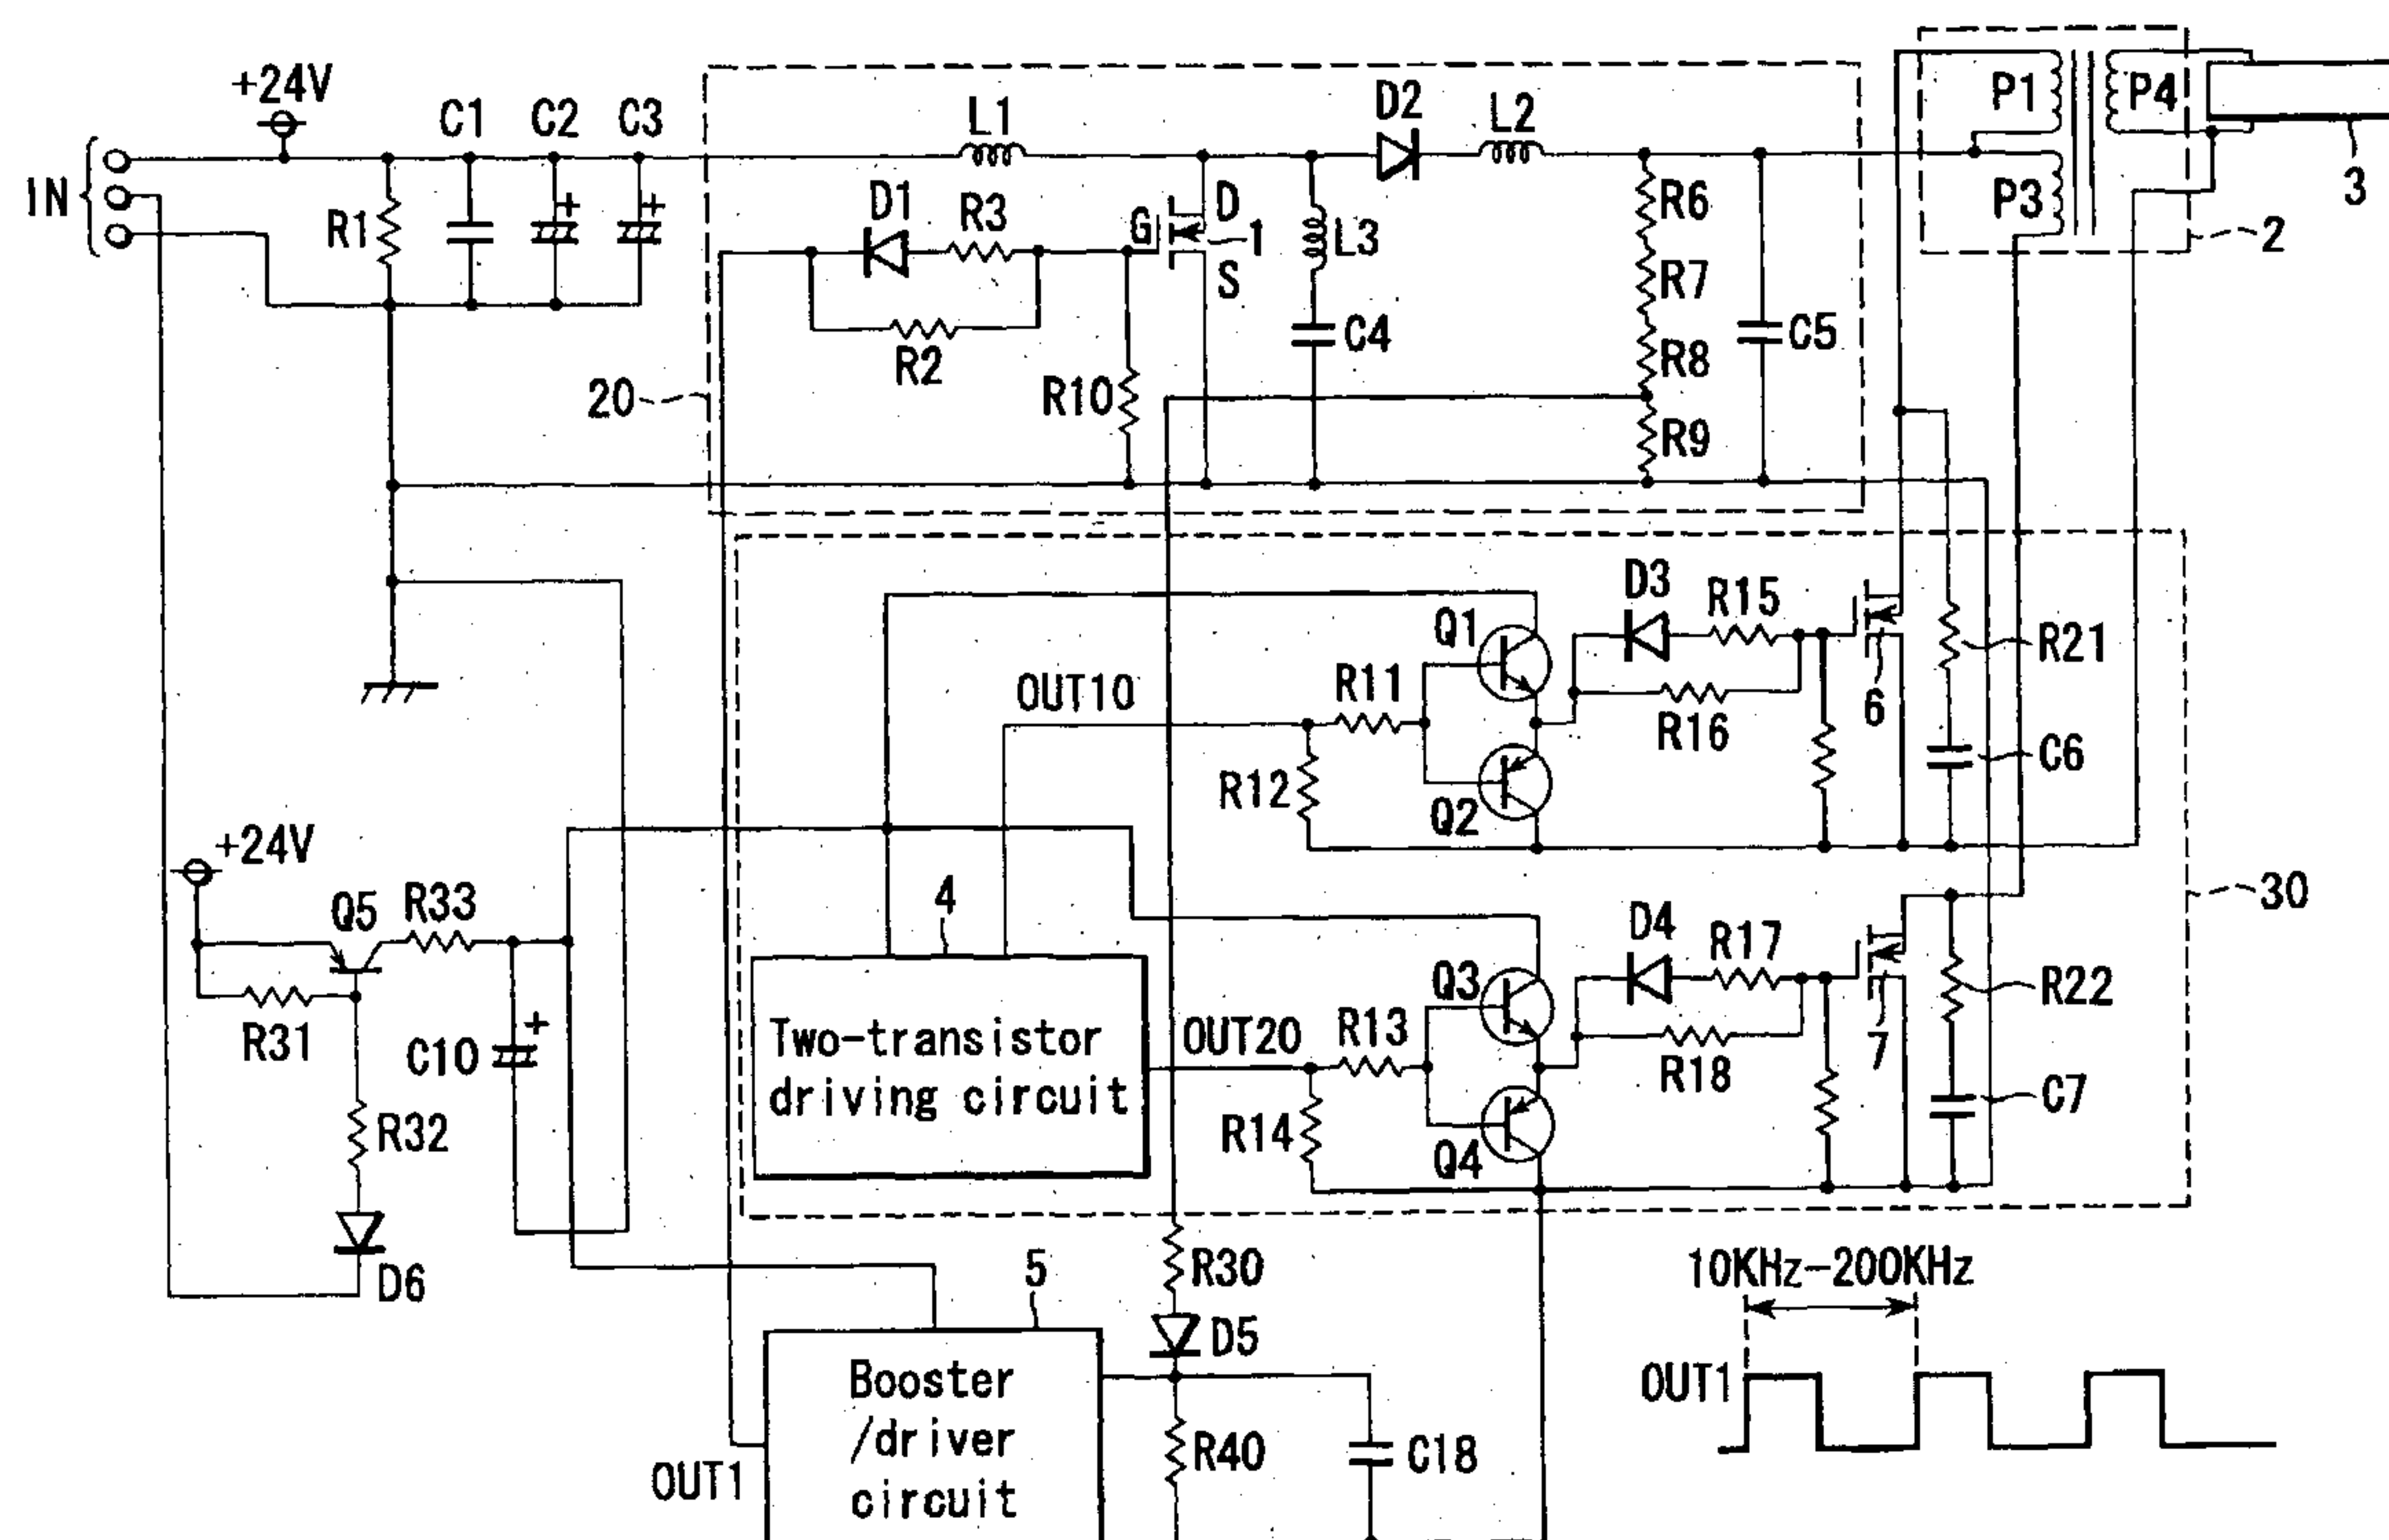 +24V
C1
C2
C3
IN
R1
L1
D2
L2
P1
P4
P3
3
2
D1
R3
G
D
1
S
L3
R6
R7
R8
R9
R2
R10
C4
C5
20
Q1
D3
R15
R21
OUT10
R11
R16
6
C6
R12
Q2
+24V
Q5
R33
4
30
R31
C10
+
Two-transistor
driving circuit
OUT20
Q3
R13
D4
R17
R22
R18
7
C7
R14
Q4
R32
D6
5
R30
D5
Booster
/driver
circuit
R40
C18
OUT1
10KHz-200KHz
OUT1
+
+